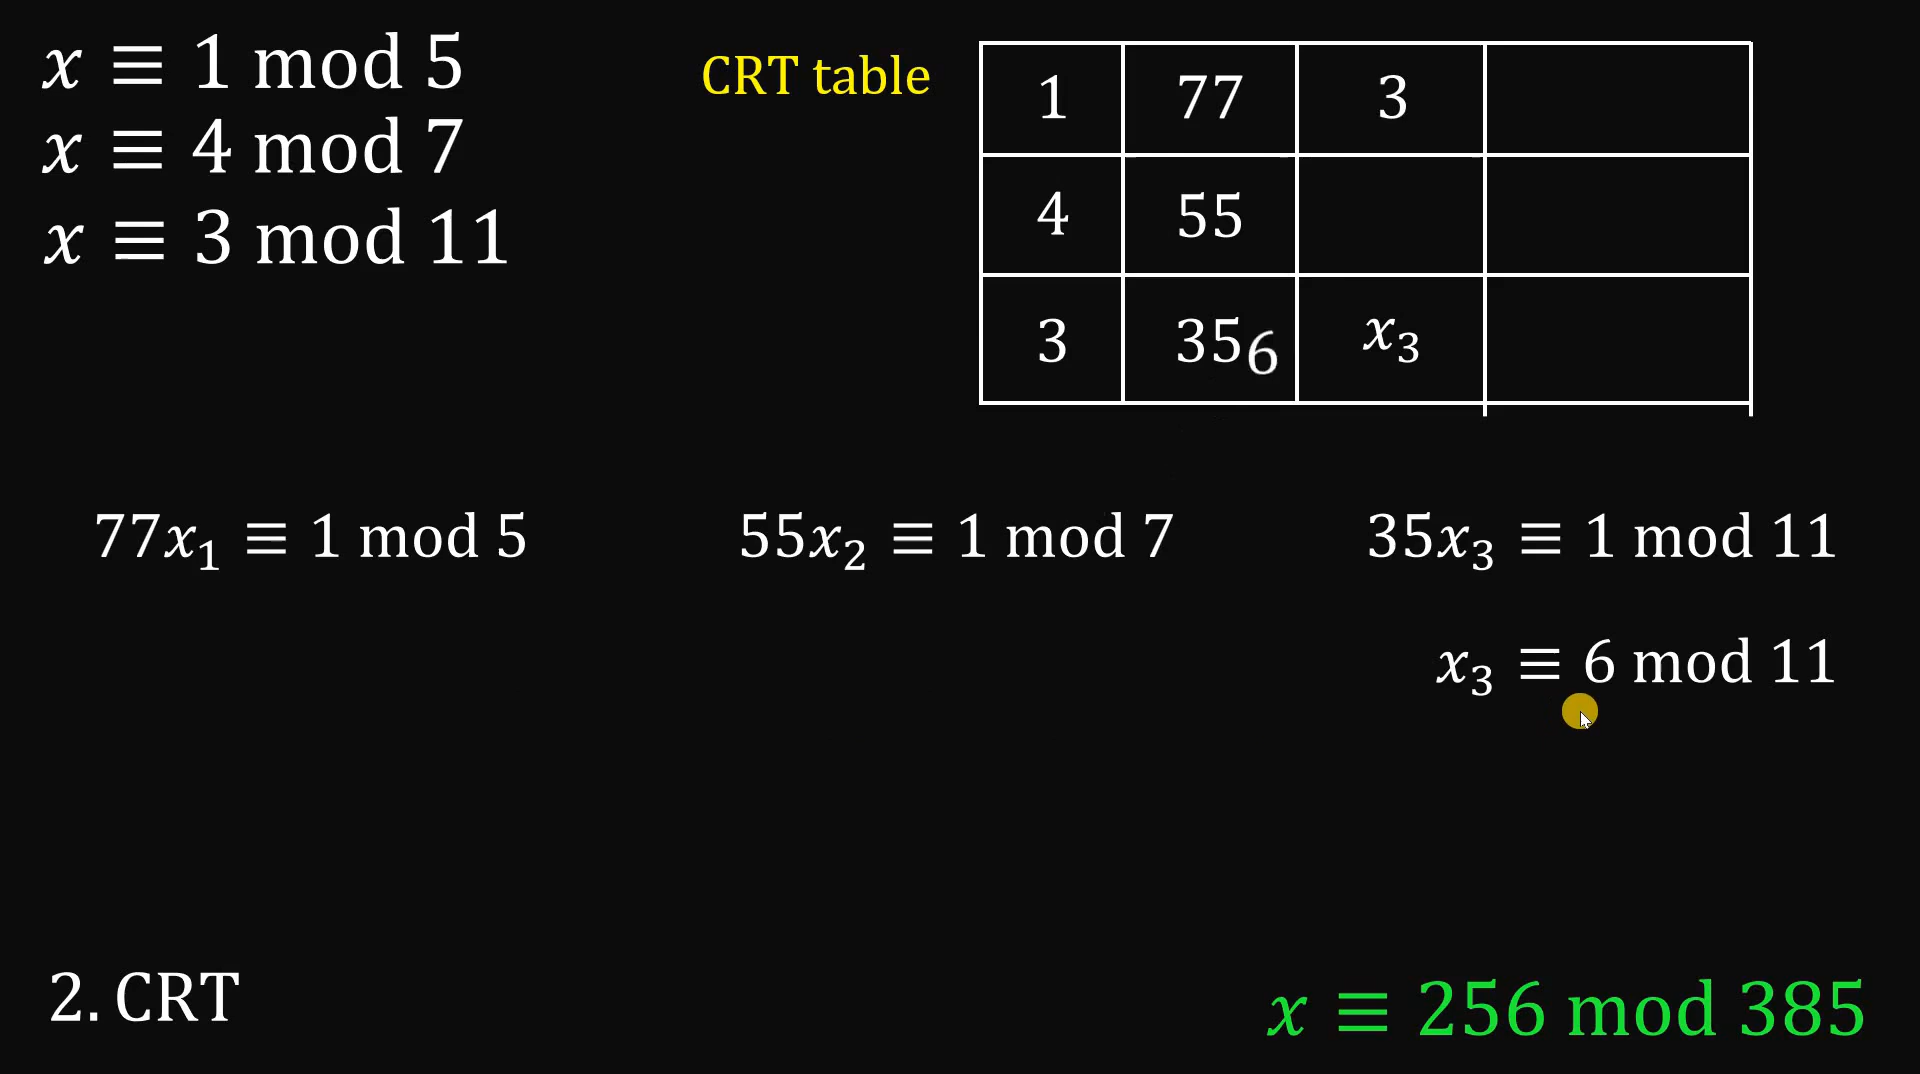 x ≡ 1 mod 5
x ≡ 4 mod 7
x ≡ 3 mod 11
CRT table
1 77 3
4 55
3 35 6 x₃
77x₁ ≡ 1 mod 5
55x₂ ≡ 1 mod 7
35x₃ ≡ 1 mod 11
x₃ ≡ 6 mod 11
2. CRT
x ≡ 256 mod 385